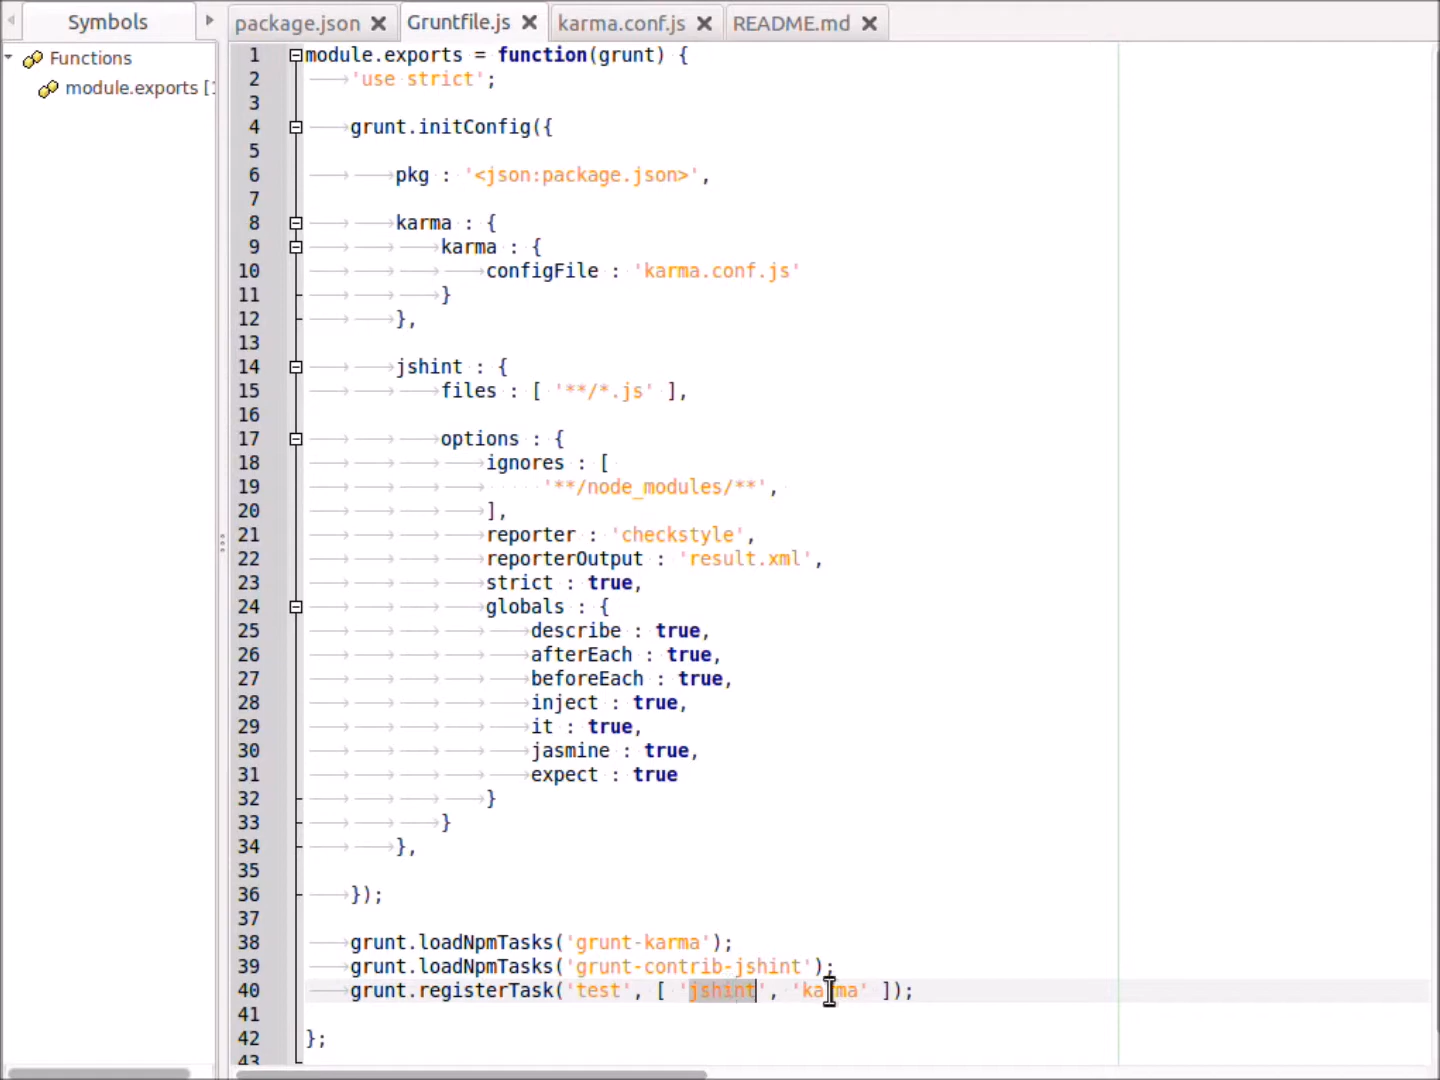 Symbols
package.json
Gruntfile.js
karma.conf.js
README.md
Functions
module.exports [
1 module.exports = function(grunt) {
2 'use strict';
3
4 grunt.initConfig({
5
6 pkg : '<json:package.json>',
7
8 karma : {
9 karma : {
10 configFile : 'karma.conf.js'
11 }
12 },
13
14 jshint : {
15 files : [ '**/*.js' ],
16
17 options : {
18 ignores : [
19 '**/node_modules/**',
20 ],
21 reporter : 'checkstyle',
22 reporterOutput : 'result.xml',
23 strict : true,
24 globals : {
25 describe : true,
26 afterEach : true,
27 beforeEach : true,
28 inject : true,
29 it : true,
30 jasmine : true,
31 expect : true
32 }
33 }
34 },
35
36 });
37
38 grunt.loadNpmTasks('grunt-karma');
39 grunt.loadNpmTasks('grunt-contrib-jshint');
40 grunt.registerTask('test', [ 'jshint', 'karma' ]);
41
42 };
43